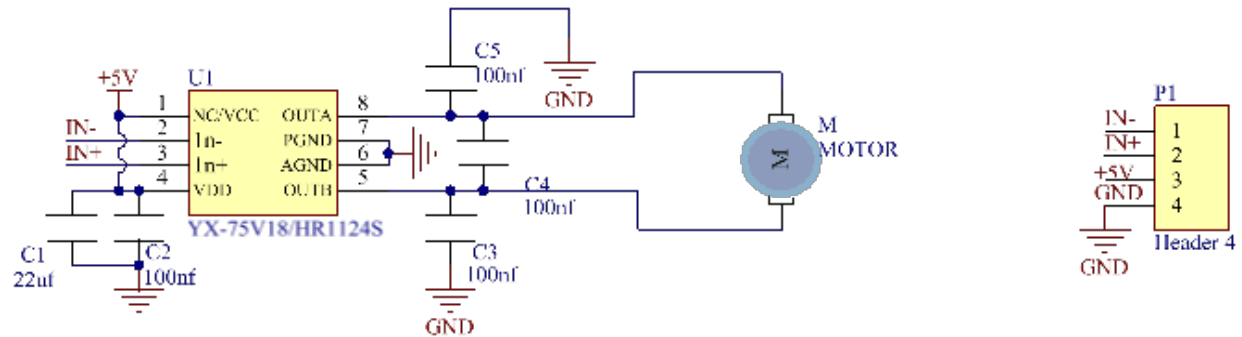 +5V
U1
1
NC/VCC
OUTA
8
IN-
2
In-
PGND
7
IN+
3
In+
AGND
6
4
VDD
OUTB
5
YX-75V18/HR1124S
C1
22uf
C2
100nf
C5
100nf
GND
C4
100nf
C3
100nf
GND
M
M
MOTOR
P1
IN-
1
IN+
2
+5V
3
GND
4
GND
Header 4